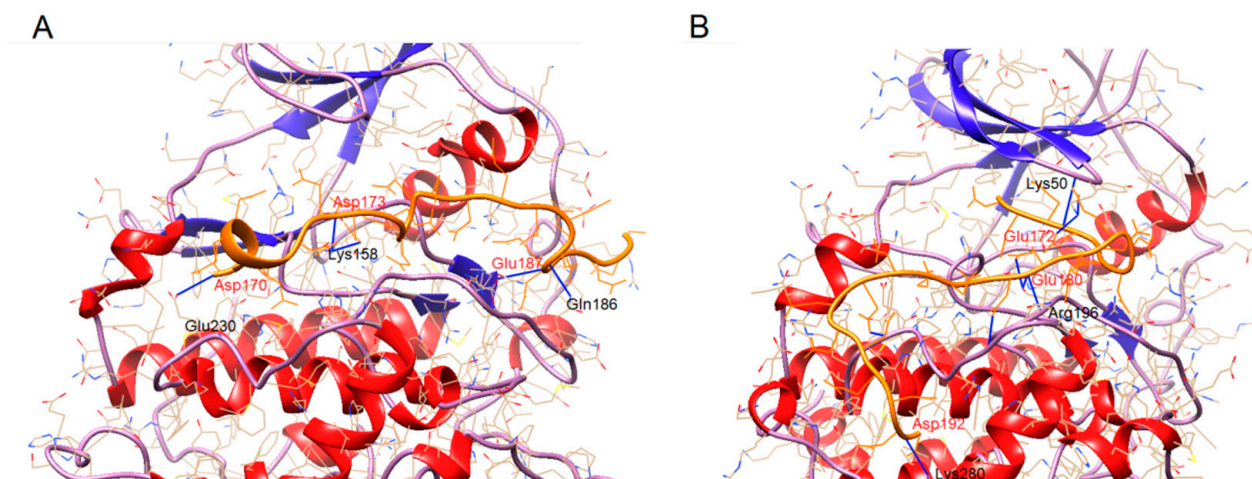 A
Asp173
Lys158
Asp170
Glu187
Gln186
Glu230
B
Lys50
Glu172
Glu180
Arg196
Asp192
Lys280